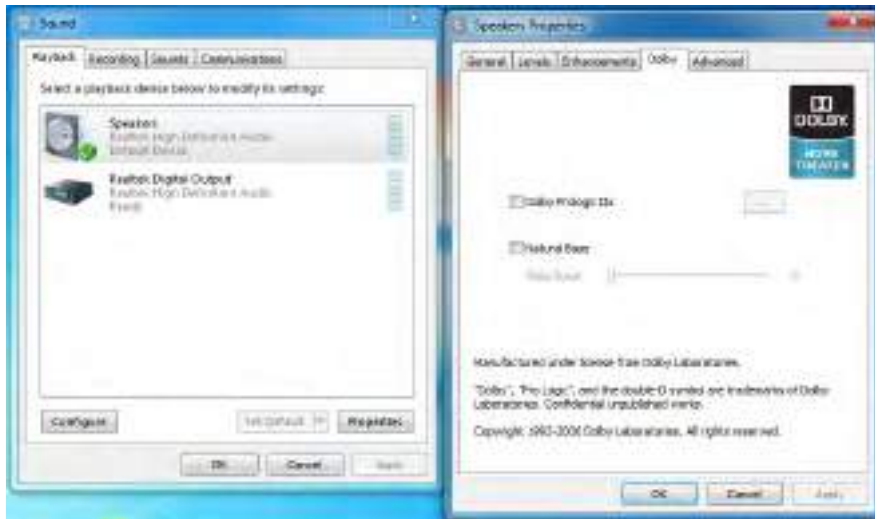 Sound
Playback Recording Sounds Communications
Select a playback device below to modify its settings:
Speakers
Realtek High Definition Audio
Default Device
Realtek Digital Output
Realtek High Definition Audio
Ready
Configure Set Default Properties
OK Cancel Apply
Speakers Properties
General Levels Enhancements Dolby Advanced
DOLBY
HOME
THEATER
Dolby Prologic IIx
Natural Bass
Manufactured under license from Dolby Laboratories.
"Dolby", "Pro Logic", and the double-D symbol are trademarks of Dolby
Laboratories. Confidential unpublished works.
Copyright 1992-2006 Dolby Laboratories. All rights reserved.
OK Cancel Apply